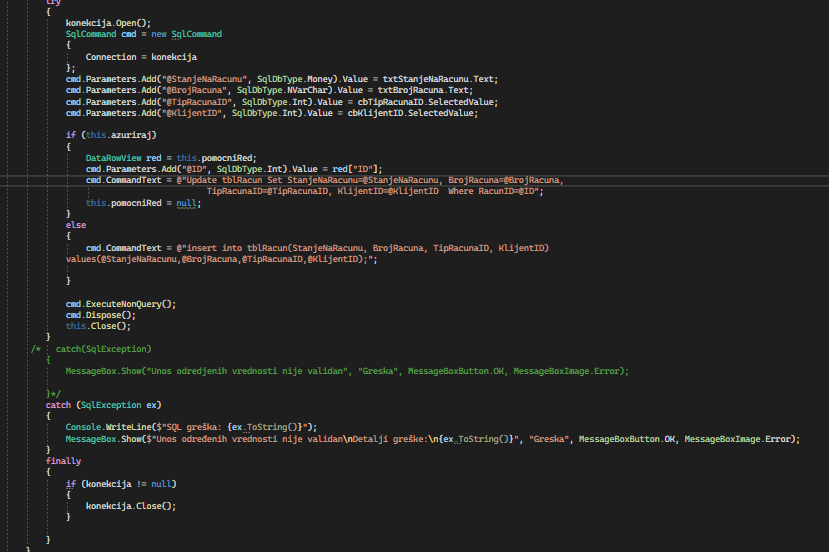 try
{
konekcija.Open();
SqlCommand cmd = new SqlCommand
{
Connection = konekcija
};
cmd.Parameters.Add("@StanjeNaRacunu", SqlDbType.Money).Value = txtStanjeNaRacunu.Text;
cmd.Parameters.Add("@BrojRacuna", SqlDbType.NVarChar).Value = txtBrojRacuna.Text;
cmd.Parameters.Add("@TipRacunaID", SqlDbType.Int).Value = cbTipRacunaID.SelectedValue;
cmd.Parameters.Add("@KlijentID", SqlDbType.Int).Value = cbKlijentID.SelectedValue;
if (this.azuriraj)
{
DataRowView red = this.pomocniRed;
cmd.Parameters.Add("@ID", SqlDbType.Int).Value = red["ID"];
cmd.CommandText = @"Update tblRacun Set StanjeNaRacunu=@StanjeNaRacunu, BrojRacuna=@BrojRacuna,
TipRacunaID=@TipRacunaID, KlijentID=@KlijentID  Where RacunID=@ID";
this.pomocniRed = null;
}
else
{
cmd.CommandText = @"insert into tblRacun(StanjeNaRacunu, BrojRacuna, TipRacunaID, KlijentID)
values(@StanjeNaRacunu,@BrojRacuna,@TipRacunaID,@KlijentID);";
}
cmd.ExecuteNonQuery();
cmd.Dispose();
this.Close();
}
/*  catch(SqlException)
{
MessageBox.Show("Unos odredjenih vrednosti nije validan", "Greska", MessageBoxButton.OK, MessageBoxImage.Error);
}*/
catch (SqlException ex)
{
Console.WriteLine($"SQL greška: {ex.ToString()}");
MessageBox.Show($"Unos određenih vrednosti nije validan\nDetalji greške:\n{ex.ToString()}", "Greska", MessageBoxButton.OK, MessageBoxImage.Error);
}
finally
{
if (konekcija != null)
{
konekcija.Close();
}
}
}